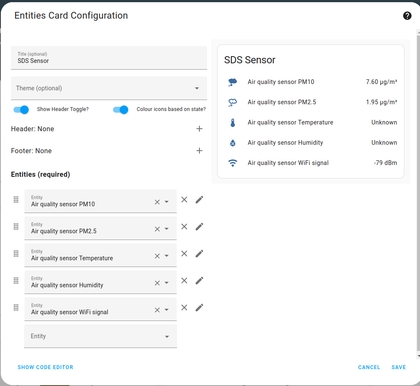 Entities Card Configuration
Title (optional)
SDS Sensor
Theme (optional)
Show Header Toggle?
Colour icons based on state?
Header: None
Footer: None
Entities (required)
Entity
Air quality sensor PM10
Entity
Air quality sensor PM2.5
Entity
Air quality sensor Temperature
Entity
Air quality sensor Humidity
Entity
Air quality sensor WiFi signal
Entity
SDS Sensor
Air quality sensor PM10 7.60 µg/m³
Air quality sensor PM2.5 1.95 µg/m³
Air quality sensor Temperature Unknown
Air quality sensor Humidity Unknown
Air quality sensor WiFi signal -79 dBm
SHOW CODE EDITOR
CANCEL
SAVE